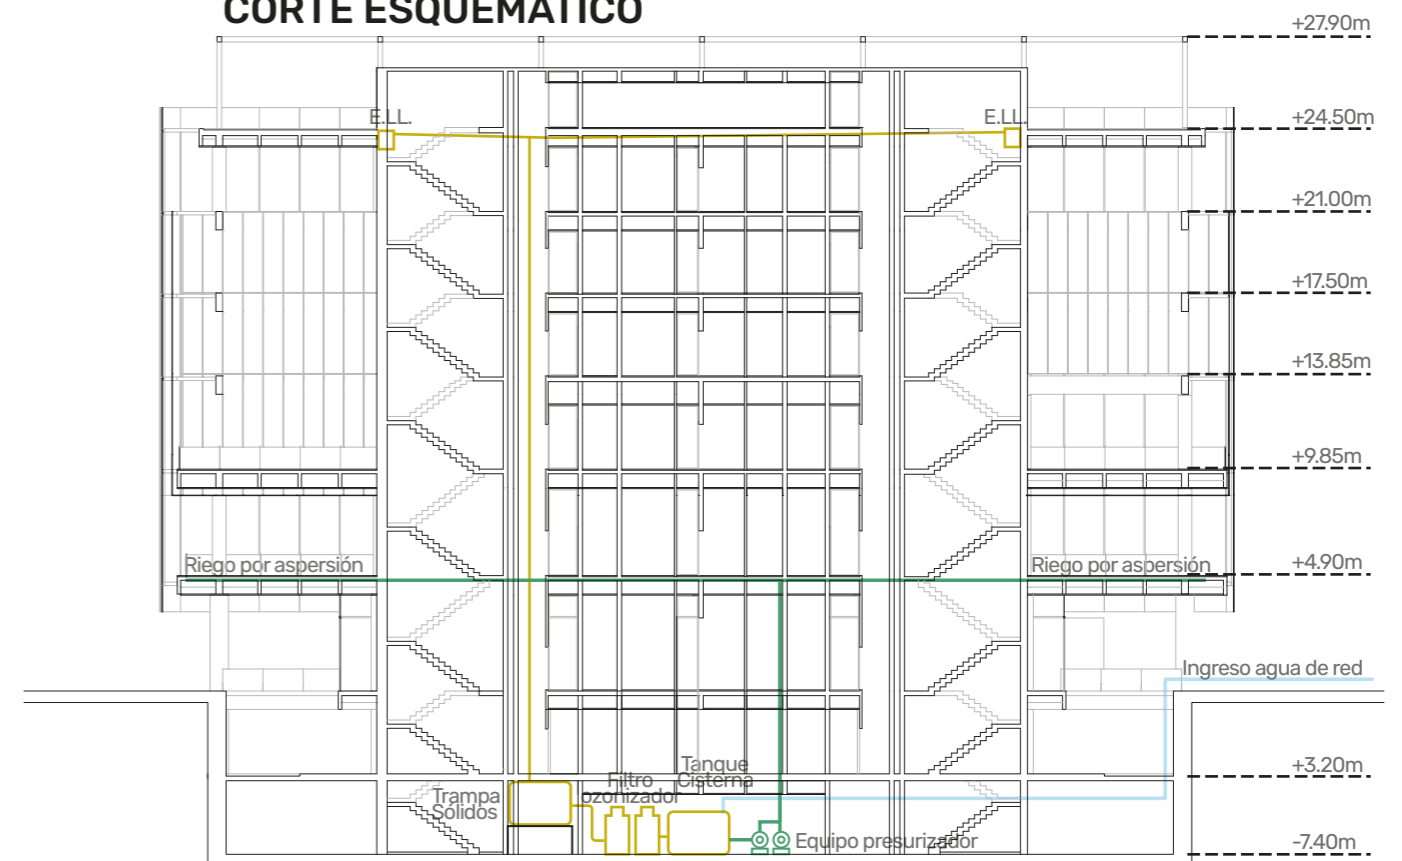 CORTE ESQUEMÁTICO
+27.90m
E.LL.
E.LL.
+24.50m
+21.00m
+17.50m
+13.85m
+9.85m
Riego por aspersión
Riego por aspersión
+4.90m
Ingreso agua de red
+3.20m
Trampa
Sólidos
Filtro
ozonizador
Tanque
Cisterna
Equipo presurizador
-7.40m